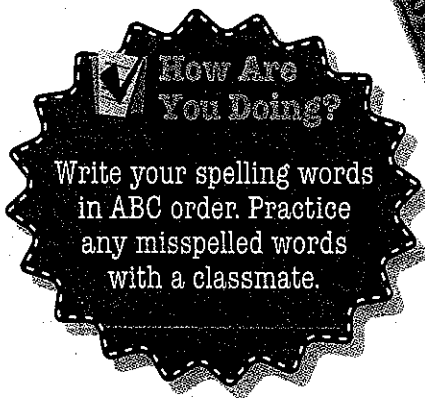 How Are
You Doing?
Write your spelling words
in ABC order. Practice
any misspelled words
with a classmate.